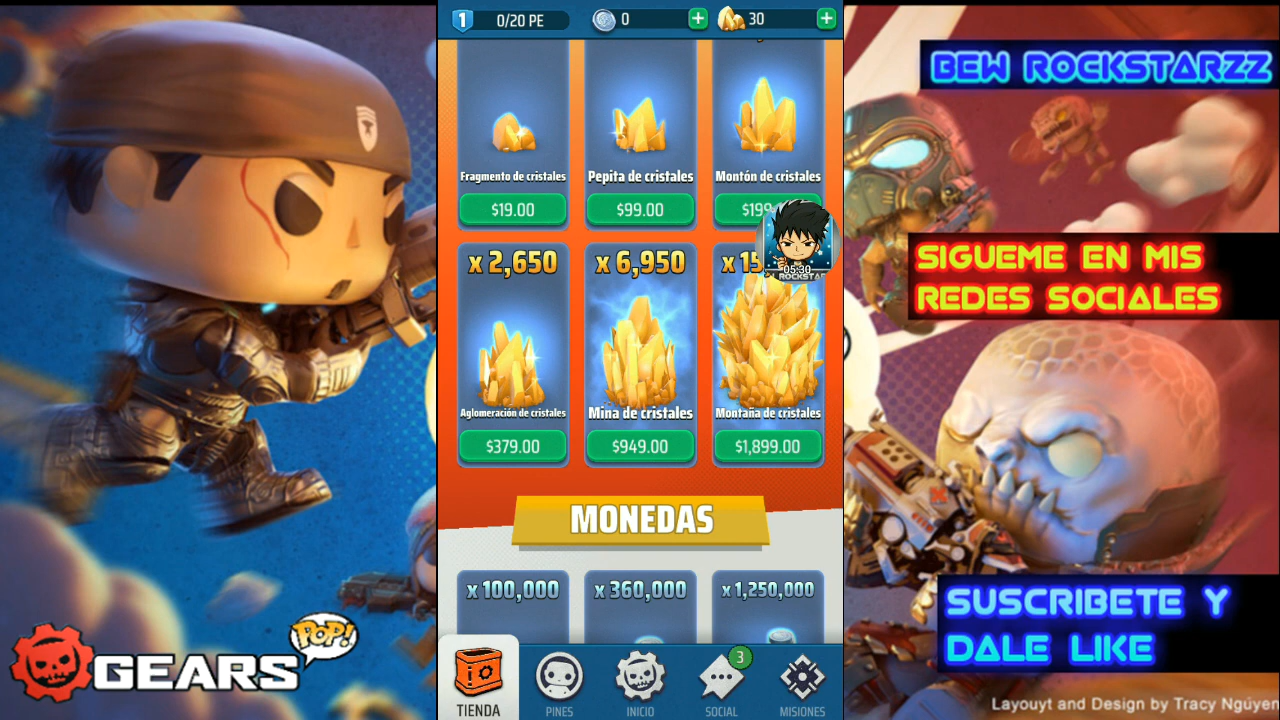 1
0/20 PE
0
30
Fragmento de cristales
Pepita de cristales
Montón de cristales
$19.00
$99.00
$199
x 2,650
x 6,950
x 15
05:30
Aglomeración de cristales
Mina de cristales
Montaña de cristales
$379.00
$949.00
$1,899.00
MONEDAS
x 100,000
x 360,000
x 1,250,000
TIENDA
PINES
INICIO
3
SOCIAL
MISIONES
GEARS
POP!
BEW ROCKSTARZZ
SIGUEME EN MIS
REDES SOCIALES
SUSCRIBETE Y
DALE LIKE
Layouyt and Design by Tracy Ngúyen